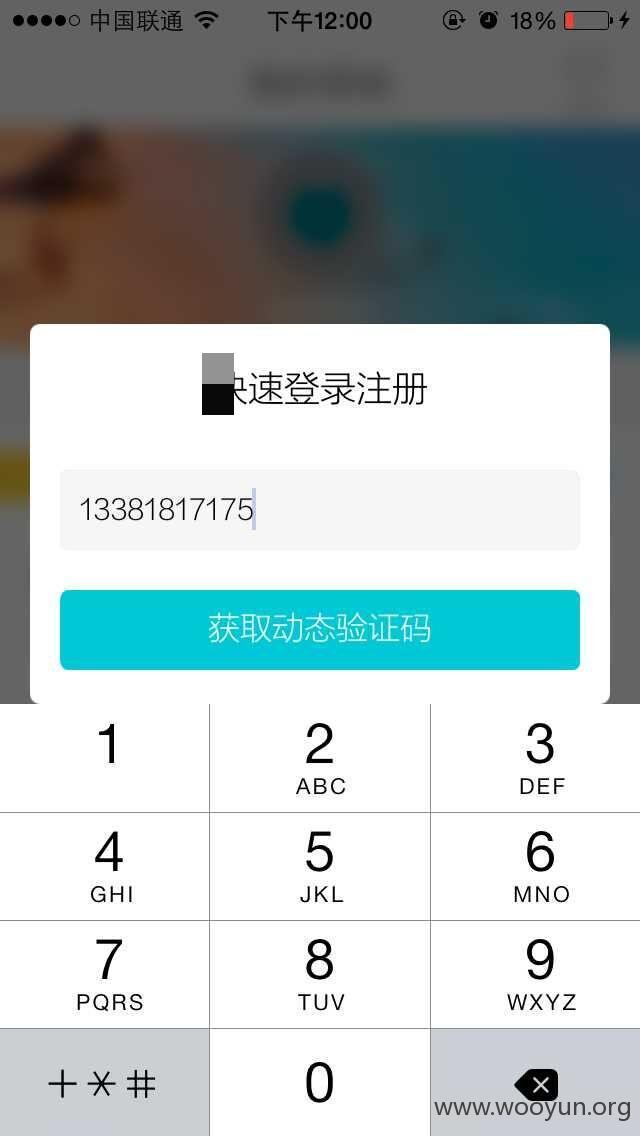 中国联通 下午12:00 18%
快速登录注册
13381817175
获取动态验证码
1 2 3
ABC DEF
4 5 6
GHI JKL MNO
7 8 9
PQRS TUV WXYZ
+*# 0
www.wooyun.org